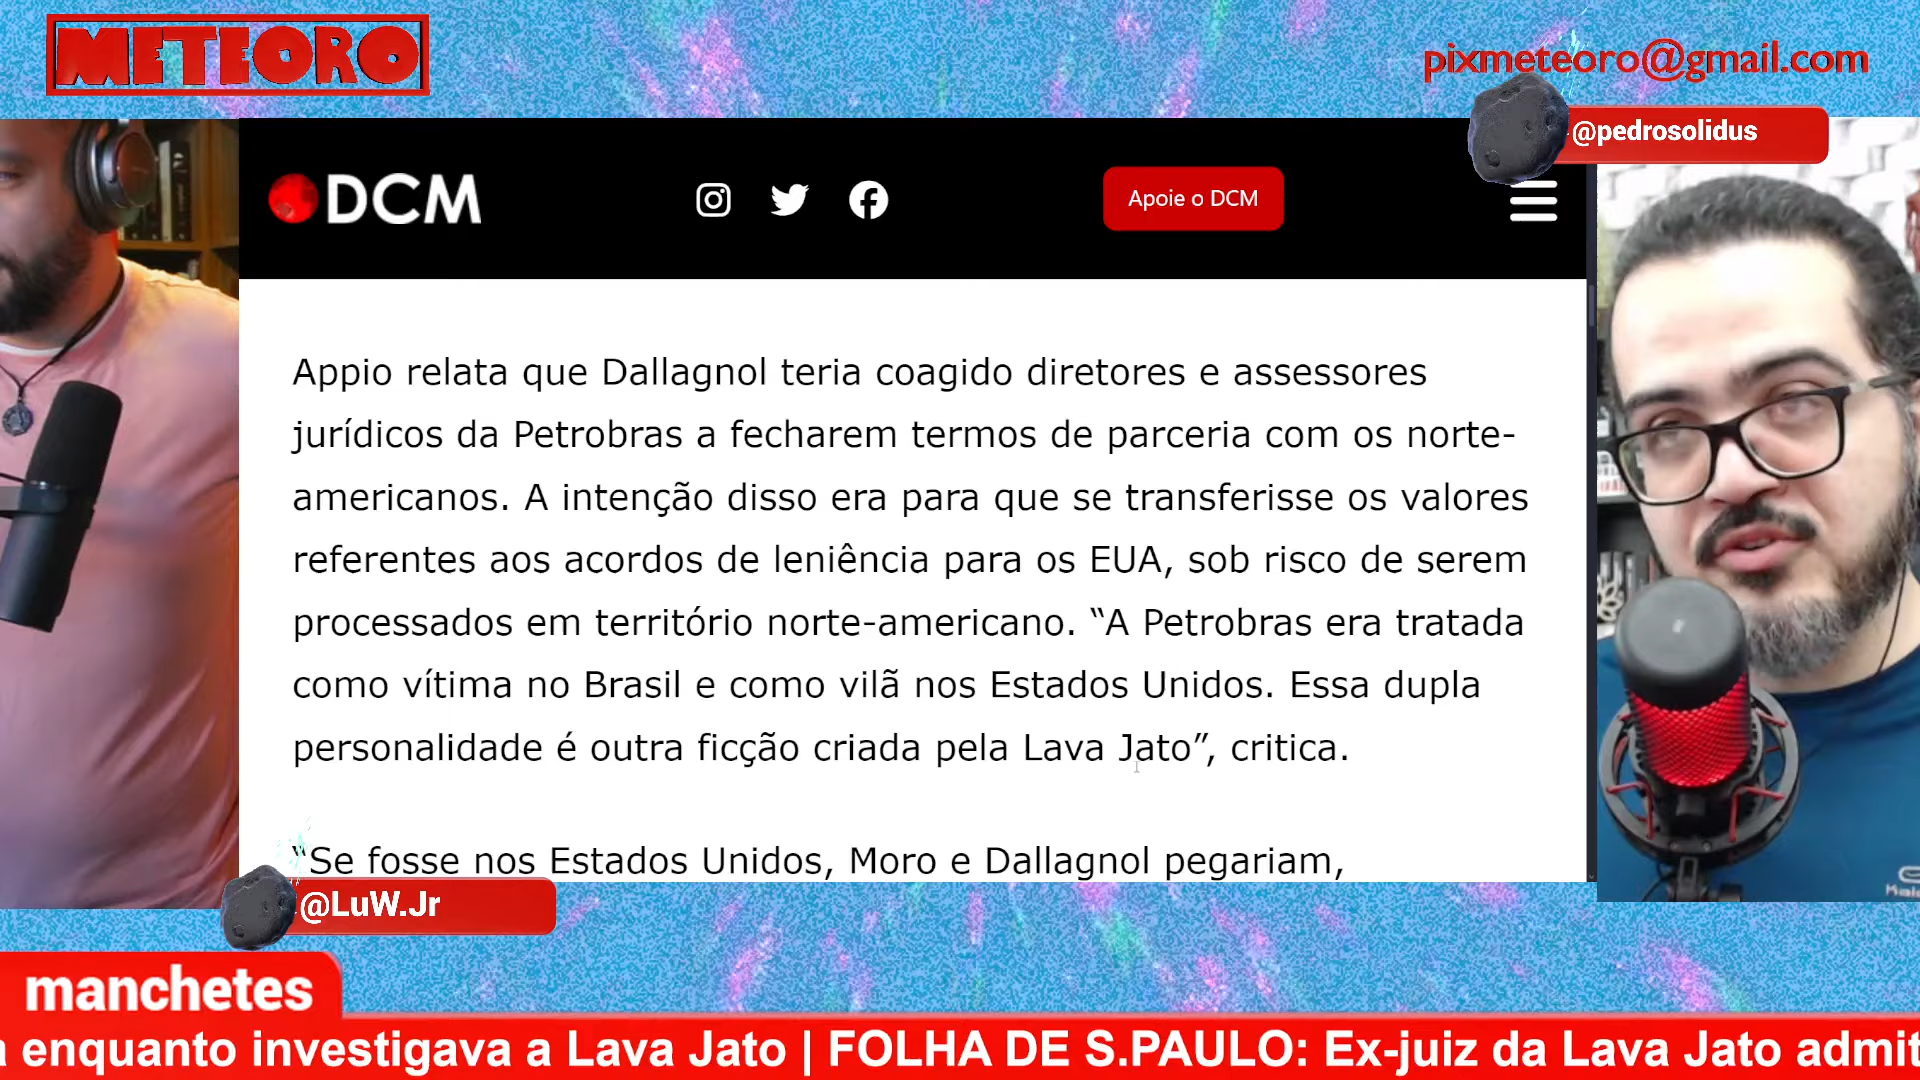 METEORO
pixmeteoro@gmail.com
@pedrosolidus
DCM
Apoie o DCM
Appio relata que Dallagnol teria coagido diretores e assessores
jurídicos da Petrobras a fecharem termos de parceria com os norte-
americanos. A intenção disso era para que se transferisse os valores
referentes aos acordos de leniência para os EUA, sob risco de serem
processados em território norte-americano. “A Petrobras era tratada
como vítima no Brasil e como vilã nos Estados Unidos. Essa dupla
personalidade é outra ficção criada pela Lava Jato”, critica.
“Se fosse nos Estados Unidos, Moro e Dallagnol pegariam,
@LuW.Jr
manchetes
a enquanto investigava a Lava Jato | FOLHA DE S.PAULO: Ex-juiz da Lava Jato admit